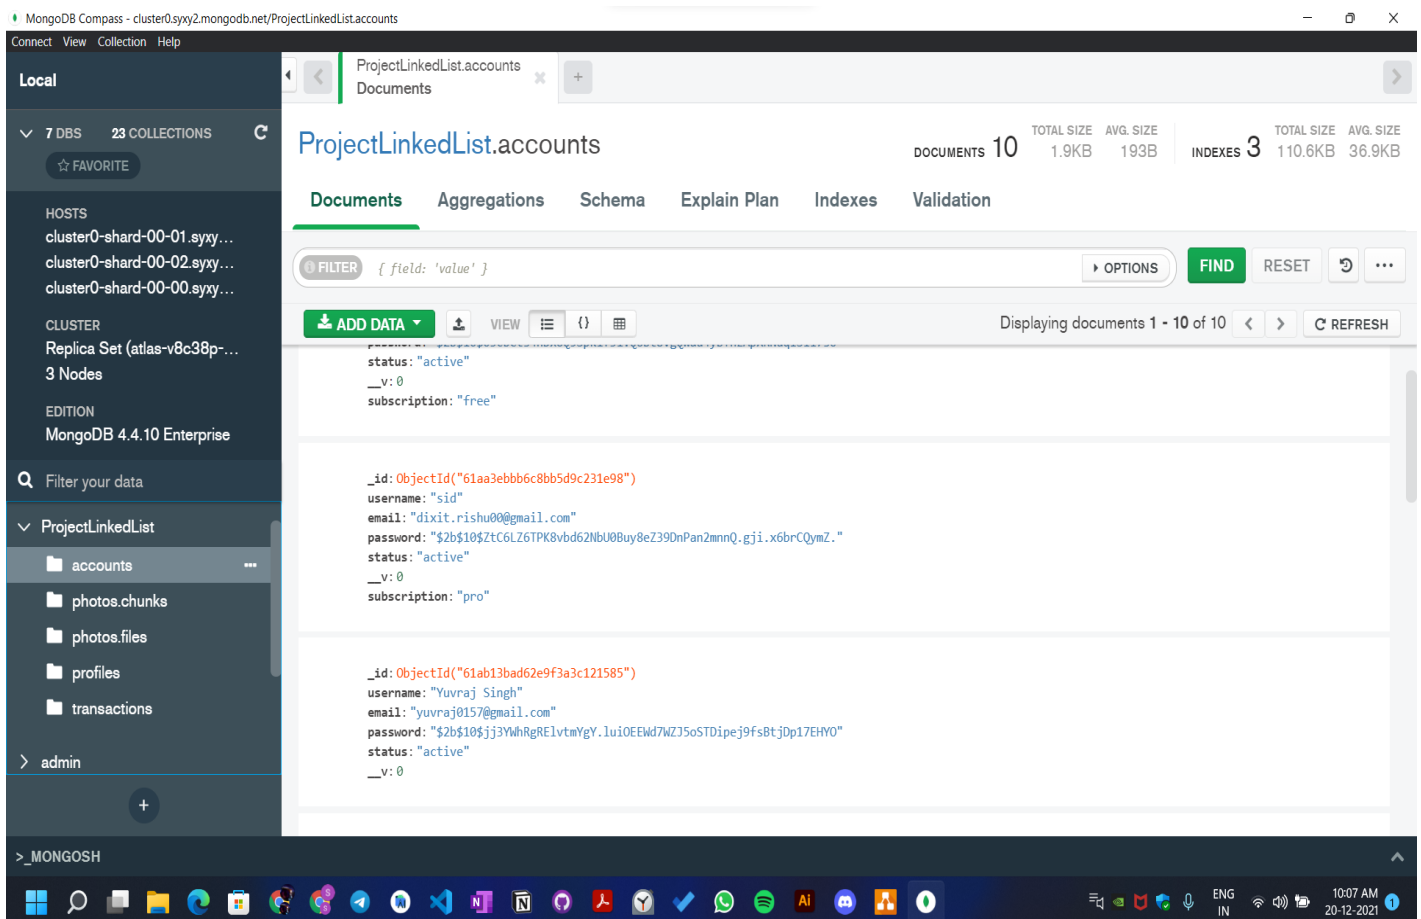 MongoDB Compass - cluster0.syxy2.mongodb.net/ProjectLinkedList.accounts
Connect View Collection Help
Local
7 DBS 23 COLLECTIONS
FAVORITE
HOSTS
cluster0-shard-00-01.syxy...
cluster0-shard-00-02.syxy...
cluster0-shard-00-00.syxy...
CLUSTER
Replica Set (atlas-v8c38p-...
3 Nodes
EDITION
MongoDB 4.4.10 Enterprise
Filter your data
ProjectLinkedList
accounts
photos.chunks
photos.files
profiles
transactions
admin
+
ProjectLinkedList.accounts
Documents
+
ProjectLinkedList.accounts
DOCUMENTS 10
TOTAL SIZE AVG. SIZE
1.9KB 193B
INDEXES 3
TOTAL SIZE AVG. SIZE
110.6KB 36.9KB
Documents Aggregations Schema Explain Plan Indexes Validation
FILTER { field: 'value' }
OPTIONS
FIND RESET ...
ADD DATA VIEW {}
Displaying documents 1 - 10 of 10 < > REFRESH
status: "active"
__v: 0
subscription: "free"
_id: ObjectId("61aa3ebbb6c8bb5d9c231e98")
username: "sid"
email: "dixit.rishu00@gmail.com"
password: "$2b$10$ZtC6LZ6TPK8vbd62NbU0Buy8eZ39DnPan2mnnQ.gji.x6brCQymZ."
status: "active"
__v: 0
subscription: "pro"
_id: ObjectId("61ab13bad62e9f3a3c121585")
username: "Yuvraj Singh"
email: "yuvraj0157@gmail.com"
password: "$2b$10$jj3YWhRgRElvtmYgY.luiOEEWd7WZJ5oSTDipej9fsBtjDp17EHYO"
status: "active"
__v: 0
>_MONGOSH
ENG
IN
10:07 AM
20-12-2021
1